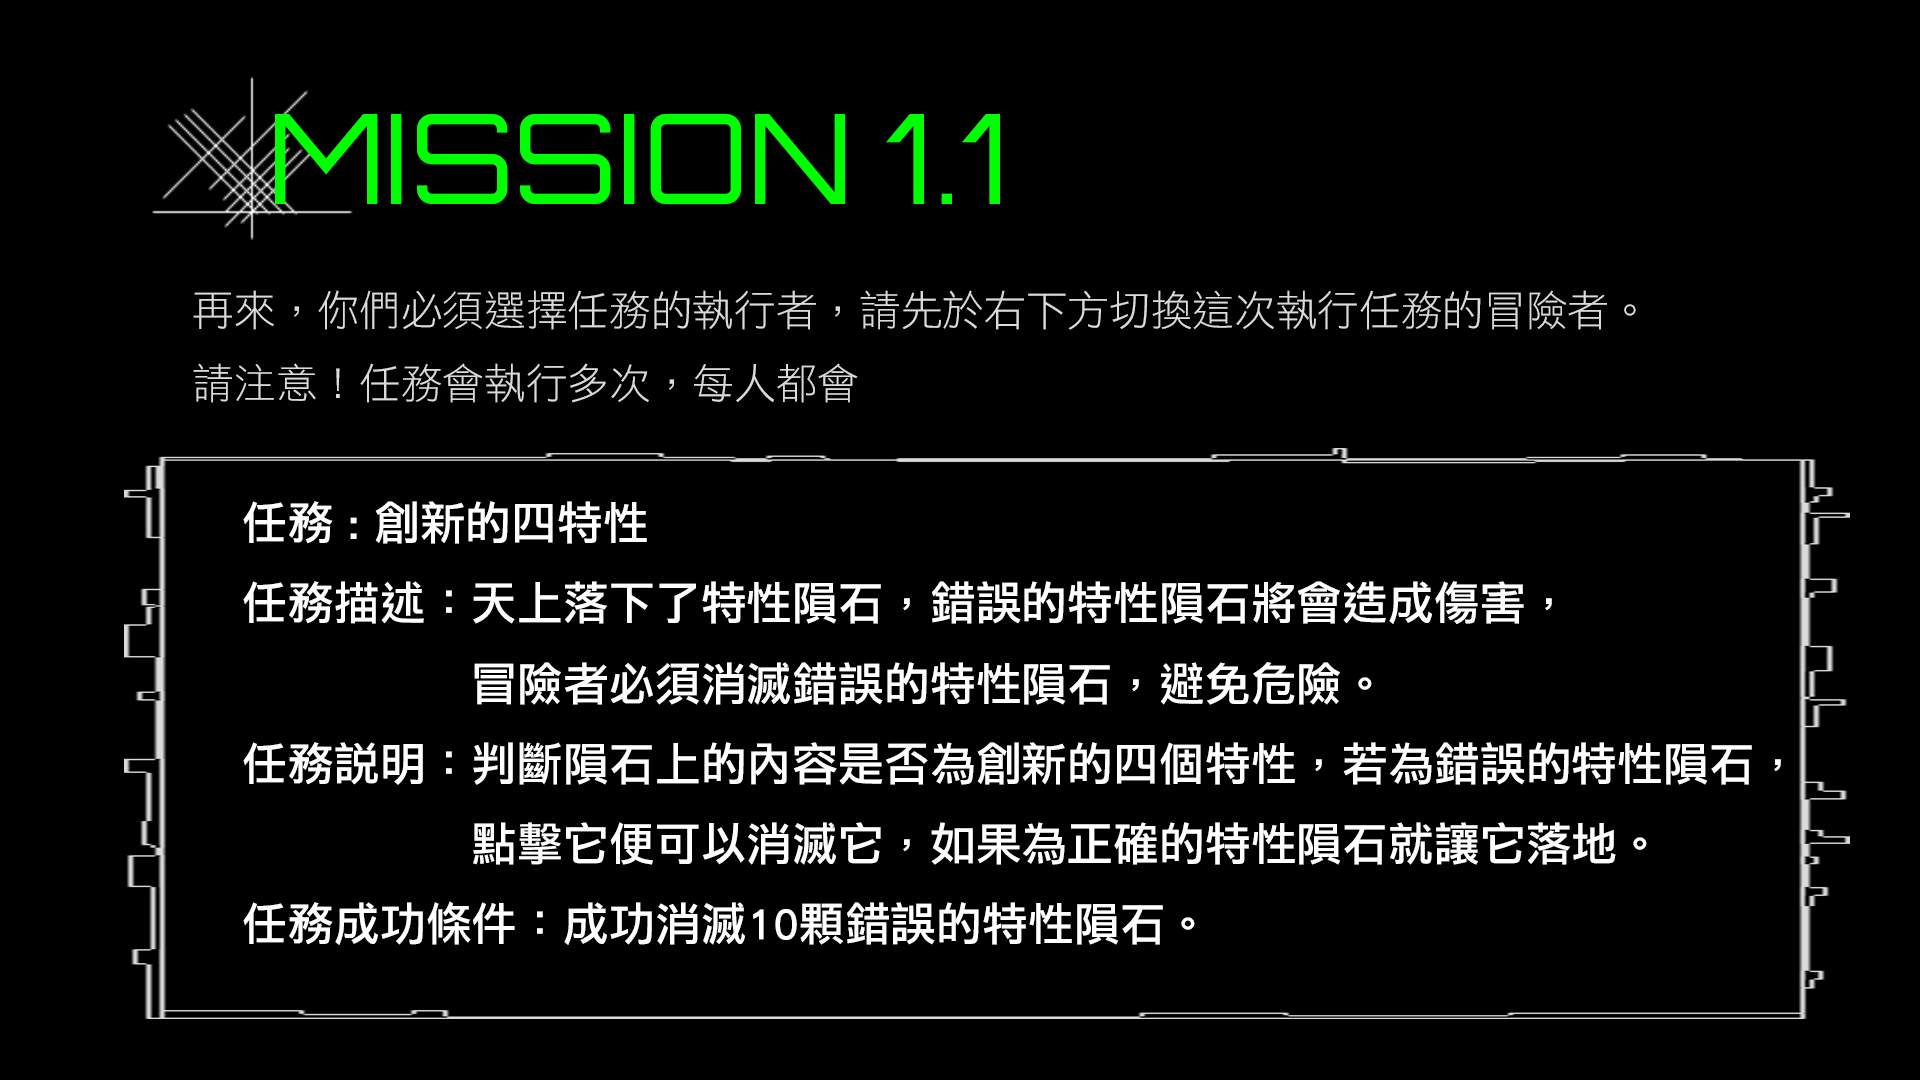 MISSION 1.1
再來，你們必須選擇任務的執行者，請先於右下方切換這次執行任務的冒險者。
請注意！任務會執行多次，每人都會
任務：創新的四特性
任務描述：天上落下了特性隕石，錯誤的特性隕石將會造成傷害，
冒險者必須消滅錯誤的特性隕石，避免危險。
任務説明：判斷隕石上的內容是否為創新的四個特性，若為錯誤的特性隕石，
點擊它便可以消滅它，如果為正確的特性隕石就讓它落地。
任務成功條件：成功消滅10顆錯誤的特性隕石。